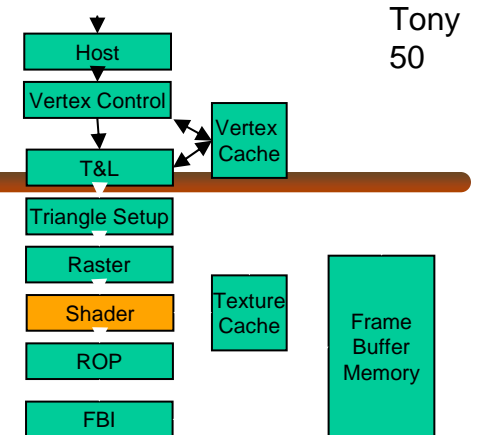 Tony
50
Host
Vertex Control
Vertex
Cache
T&L
Triangle Setup
Raster
Shader
Texture
Cache
Frame
Buffer
Memory
ROP
FBI